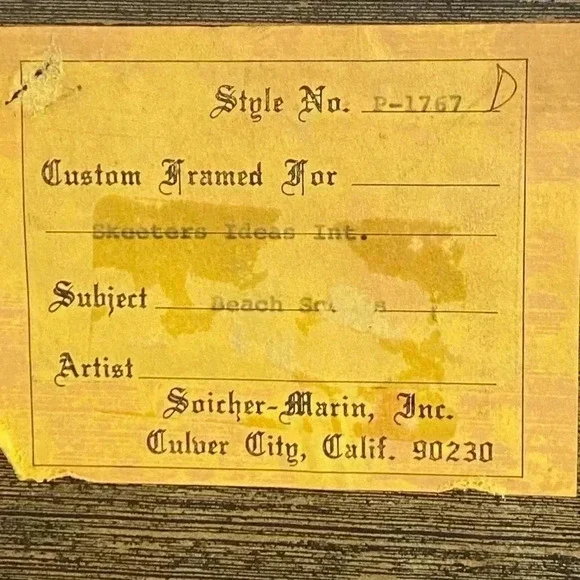 Style No. P-1767 D
Custom Framed For
Skeeters Ideas Int.
Subject Beach
Artist
Soicher-Marin, Inc.
Culver City, Calif. 90230